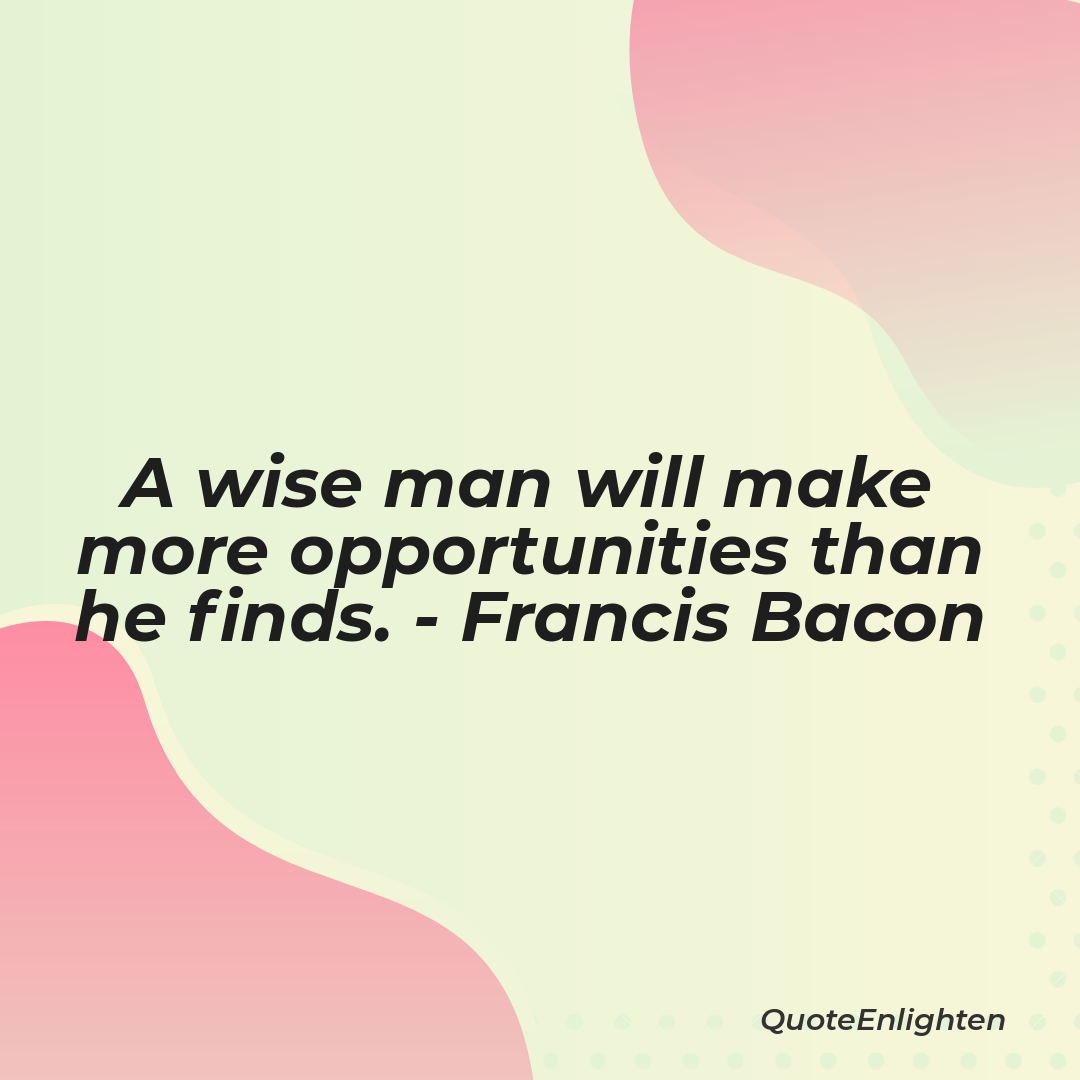 A wise man will make
more opportunities than
he finds. - Francis Bacon
QuoteEnlighten